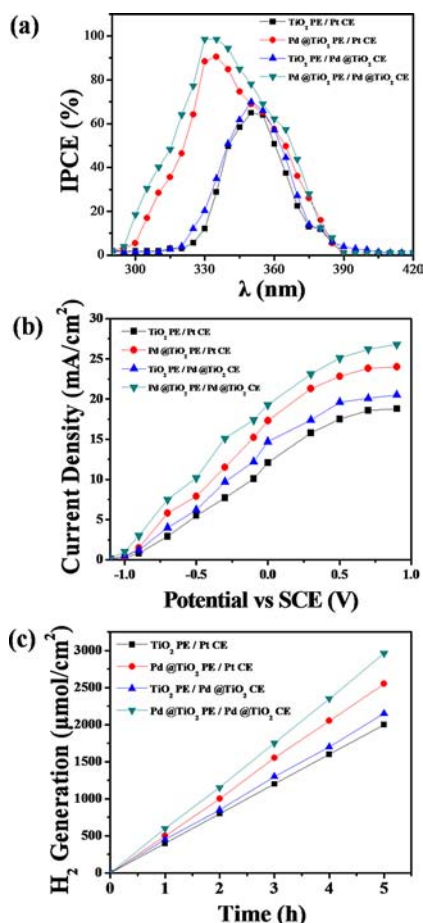 (a)
TiO₂ PE / Pt CE
Pd @TiO₂ PE / Pt CE
TiO₂ PE / Pd @TiO₂ CE
Pd @TiO₂ PE / Pd @TiO₂ CE
IPCE (%)
100
80
60
40
20
0
300 330 360 390 420
λ (nm)
(b)
TiO₂ PE / Pt CE
Pd @TiO₂ PE / Pt CE
TiO₂ PE / Pd @TiO₂ CE
Pd @TiO₂ PE / Pd @TiO₂ CE
Current Density (mA/cm²)
30
25
20
15
10
5
0
-1.0 -0.5 0.0 0.5 1.0
Potential vs SCE (V)
(c)
TiO₂ PE / Pt CE
Pd @TiO₂ PE / Pt CE
TiO₂ PE / Pd @TiO₂ CE
Pd @TiO₂ PE / Pd @TiO₂ CE
H₂ Generation (μmol/cm²)
3000
2500
2000
1500
1000
500
0
0 1 2 3 4 5
Time (h)